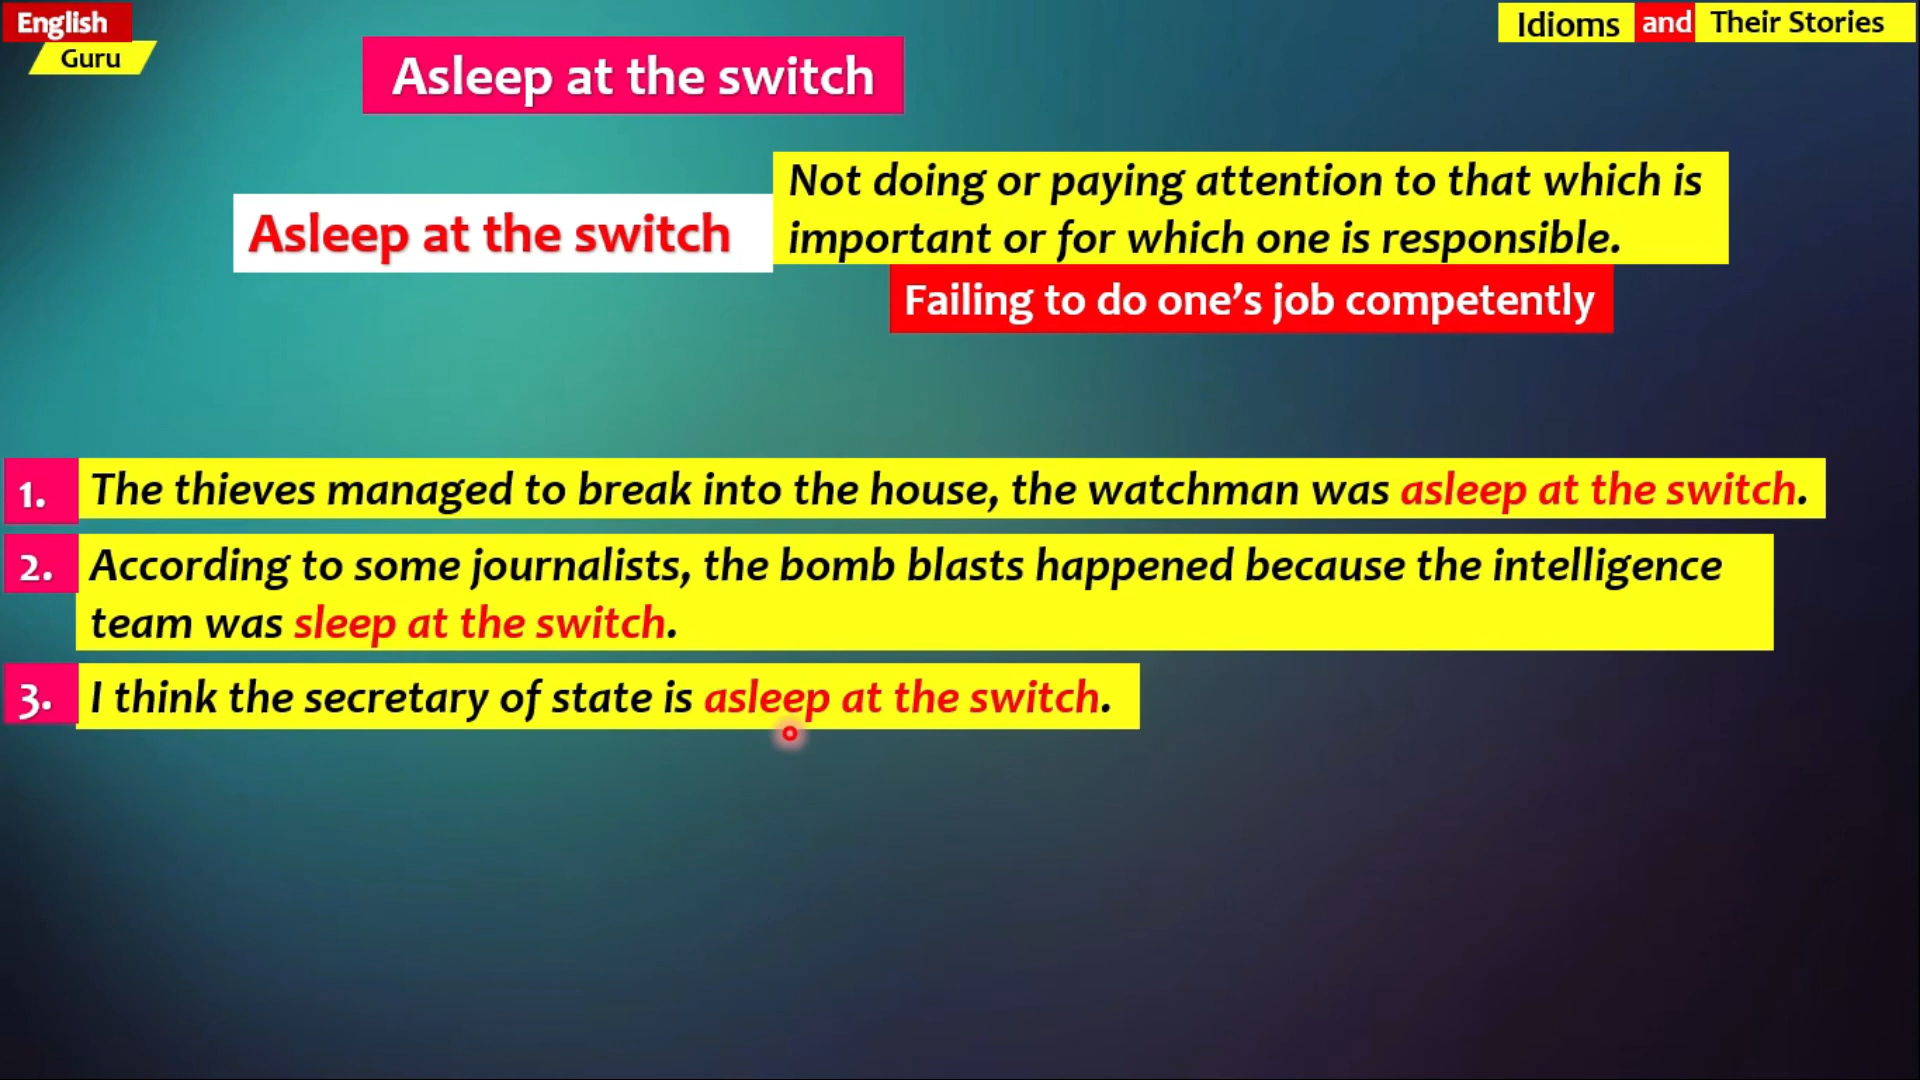 English
Guru
Idioms and Their Stories
Asleep at the switch
Asleep at the switch
Not doing or paying attention to that which is
important or for which one is responsible.
Failing to do one’s job competently
1. The thieves managed to break into the house, the watchman was asleep at the switch.
2. According to some journalists, the bomb blasts happened because the intelligence
team was sleep at the switch.
3. I think the secretary of state is asleep at the switch.